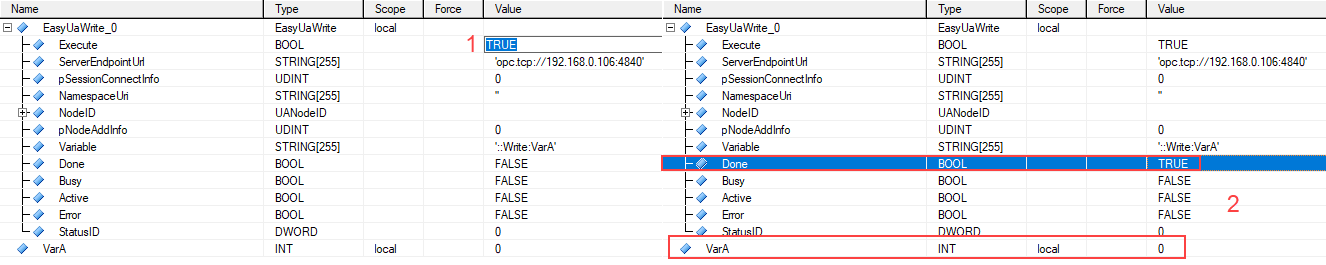 Name Type Scope Force Value
EasyUaWrite_0 EasyUaWrite local
Execute BOOL TRUE
1
ServerEndpointUrl STRING[255] 'opc.tcp://192.168.0.106:4840'
pSessionConnectInfo UDINT 0
NamespaceUri STRING[255] ''
NodeID UANodeID
pNodeAddInfo UDINT 0
Variable STRING[255] '::Write:VarA'
Done BOOL FALSE
Busy BOOL FALSE
Active BOOL FALSE
Error BOOL FALSE
StatusID DWORD 0
VarA INT local 0
Name Type Scope Force Value
EasyUaWrite_0 EasyUaWrite local
Execute BOOL TRUE
ServerEndpointUrl STRING[255] 'opc.tcp://192.168.0.106:4840'
pSessionConnectInfo UDINT 0
NamespaceUri STRING[255] ''
NodeID UANodeID
pNodeAddInfo UDINT 0
Variable STRING[255] '::Write:VarA'
Done BOOL TRUE
Busy BOOL FALSE
Active BOOL FALSE
2
Error BOOL FALSE
StatusID DWORD 0
VarA INT local 0